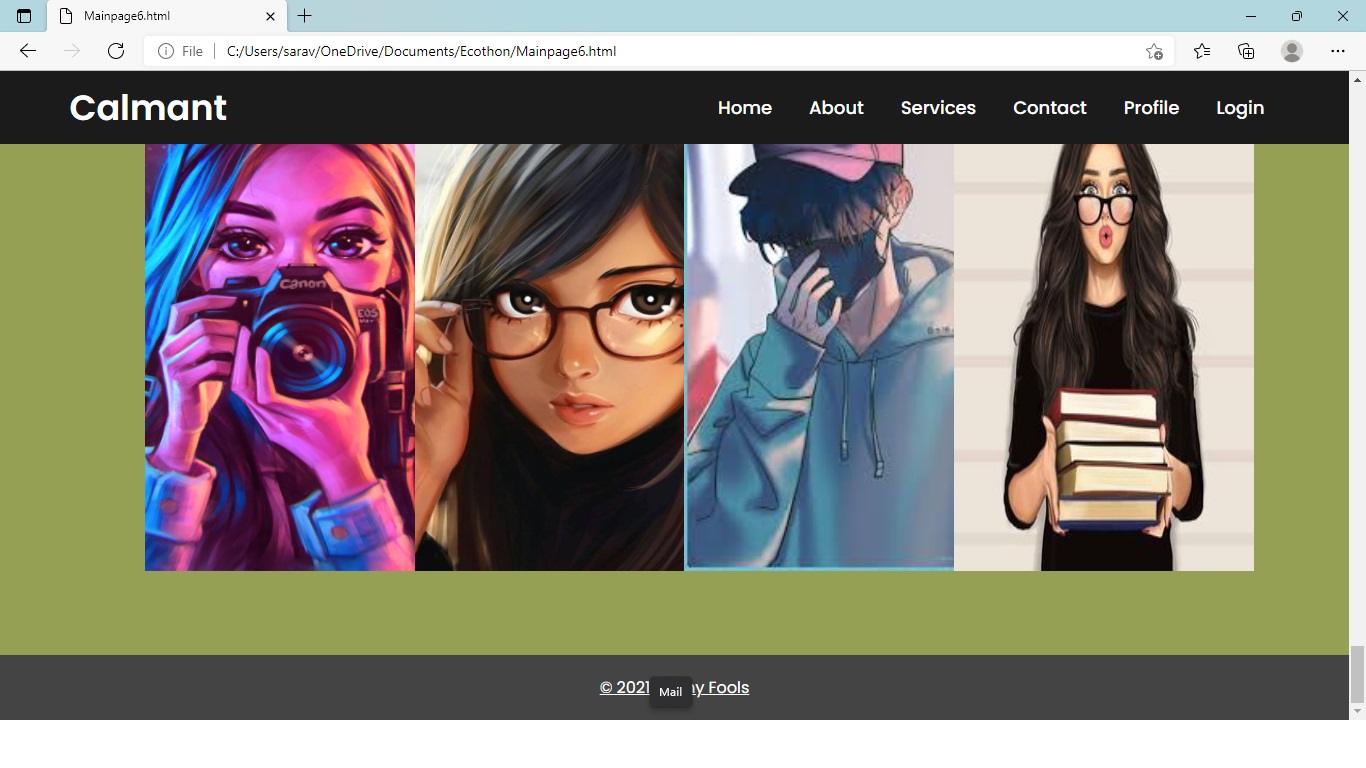 Mainpage6.html
File
C:/Users/sarav/OneDrive/Documents/Ecothon/Mainpage6.html
Calmant
Home About Services Contact Profile Login
Canon
EOS
© 2021 Fools
Mail